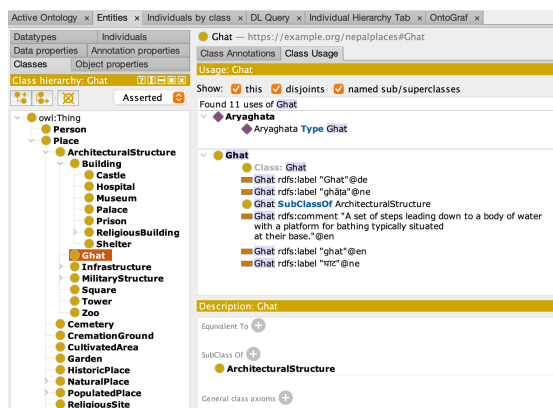 Active Ontology × Entities × Individuals by class × DL Query × Individual Hierarchy Tab × OntoGraf ×
Datatypes Individuals
Data properties Annotation properties
Classes Object properties
Class hierarchy: Ghat
Asserted
owl:Thing
Person
Place
ArchitecturalStructure
Building
Castle
Hospital
Museum
Palace
Prison
ReligiousBuilding
Shelter
Ghat
Infrastructure
MilitaryStructure
Square
Tower
Zoo
Cemetery
CremationGround
CultivatedArea
Garden
HistoricPlace
NaturalPlace
PopulatedPlace
ReligiousSite
Ghat — https://example.org/nepalplaces#Ghat
Class Annotations Class Usage
Usage: Ghat
Show: this disjoints named sub/superclasses
Found 11 uses of Ghat
Aryaghata
Aryaghata Type Ghat
Ghat
Class: Ghat
Ghat rdfs:label "Ghat"@de
Ghat rdfs:label "ghāṭa"@ne
Ghat SubClassOf ArchitecturalStructure
Ghat rdfs:comment "A set of steps leading down to a body of water
with a platform for bathing typically situated
at their base."@en
Ghat rdfs:label "ghat"@en
Ghat rdfs:label "घाट"@ne
Description: Ghat
Equivalent To
SubClass Of
ArchitecturalStructure
General class axioms